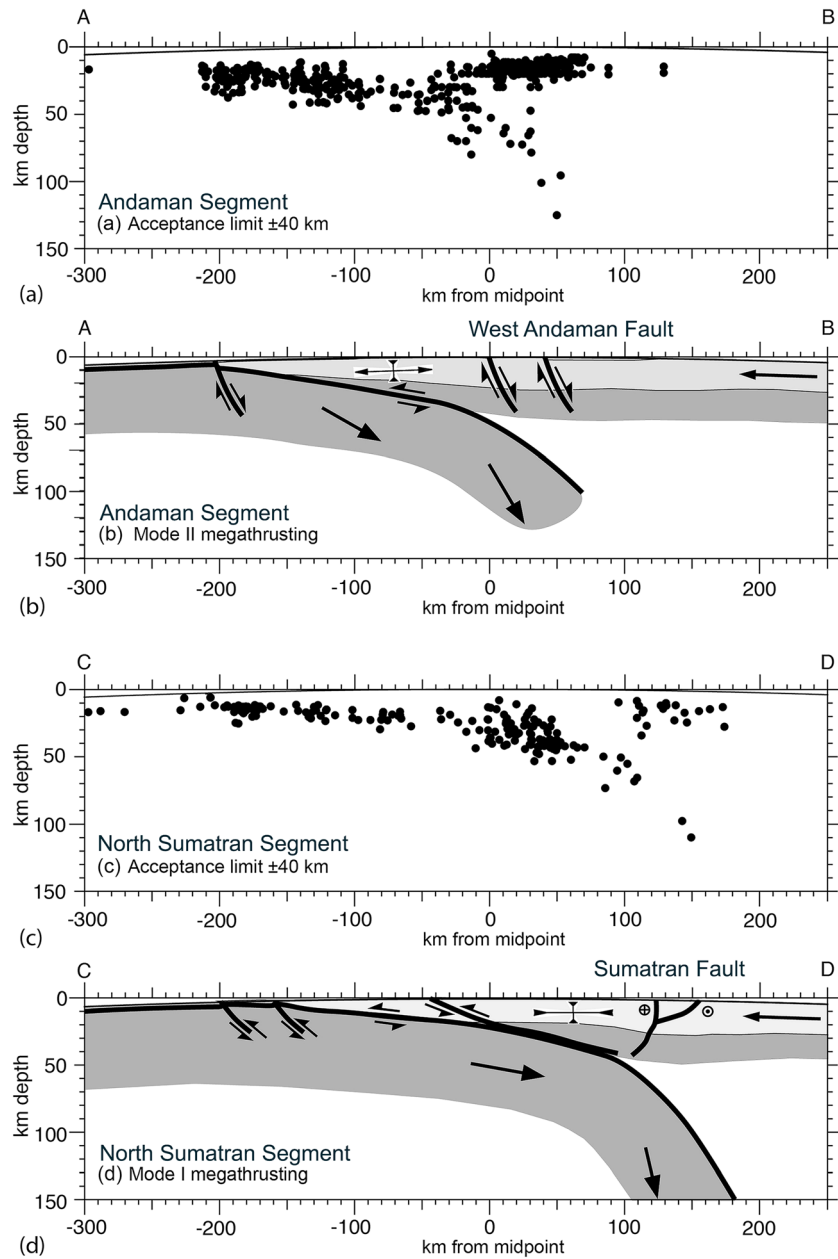 A B
0
50
100
150
km depth
Andaman Segment
(a) Acceptance limit ±40 km
-300 -200 -100 0 100 200
km from midpoint
(a)
West Andaman Fault
A B
0
50
100
150
km depth
Andaman Segment
(b) Mode II megathrusting
-300 -200 -100 0 100 200
km from midpoint
(b)
C D
0
50
100
150
km depth
North Sumatran Segment
(c) Acceptance limit ±40 km
-300 -200 -100 0 100 200
km from midpoint
(c)
Sumatran Fault
C D
0
50
100
150
km depth
North Sumatran Segment
(d) Mode I megathrusting
-300 -200 -100 0 100 200
km from midpoint
(d)